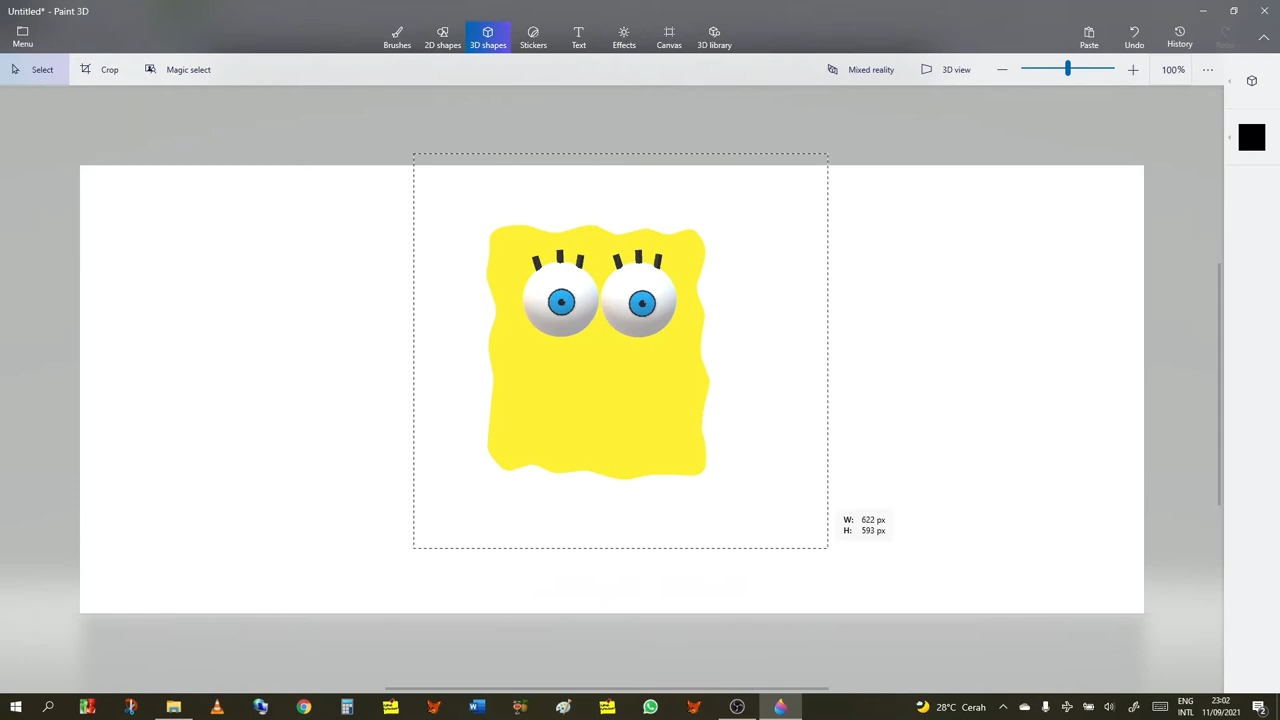 Untitled* - Paint 3D
Menu
Brushes
2D shapes
3D shapes
Stickers
Text
Effects
Canvas
3D library
Paste
Undo
History
Select
Crop
Magic select
Mixed reality
3D view
100%
W: 622 px
H: 593 px
28°C Cerah
ENG
INTL
23:02
11/09/2021
2